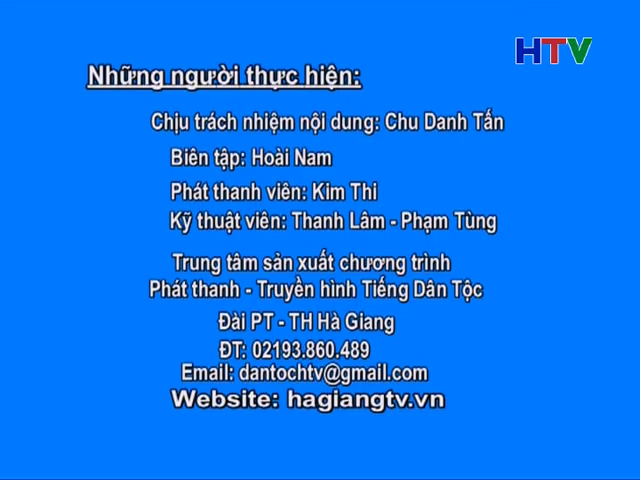 HTV
Những người thực hiện:
Chịu trách nhiệm nội dung: Chu Danh Tấn
Biên tập: Hoài Nam
Phát thanh viên: Kim Thi
Kỹ thuật viên: Thanh Lâm - Phạm Tùng
Trung tâm sản xuất chương trình
Phát thanh - Truyền hình Tiếng Dân Tộc
Đài PT - TH Hà Giang
ĐT: 02193.860.489
Email: dantochtv@gmail.com
Website: hagiangtv.vn